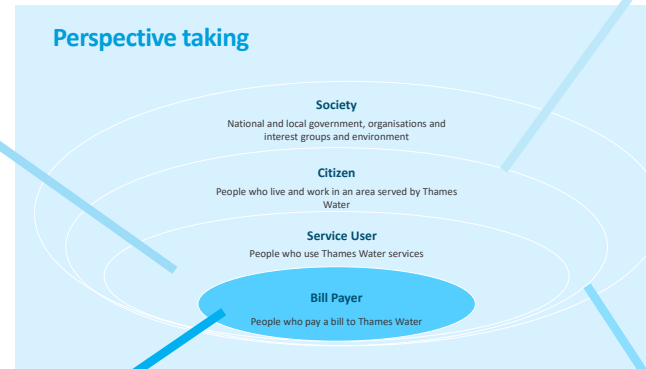 Perspective taking
Society
National and local government, organisations and
interest groups and environment
Citizen
People who live and work in an area served by Thames
Water
Service User
People who use Thames Water services
Bill Payer
People who pay a bill to Thames Water